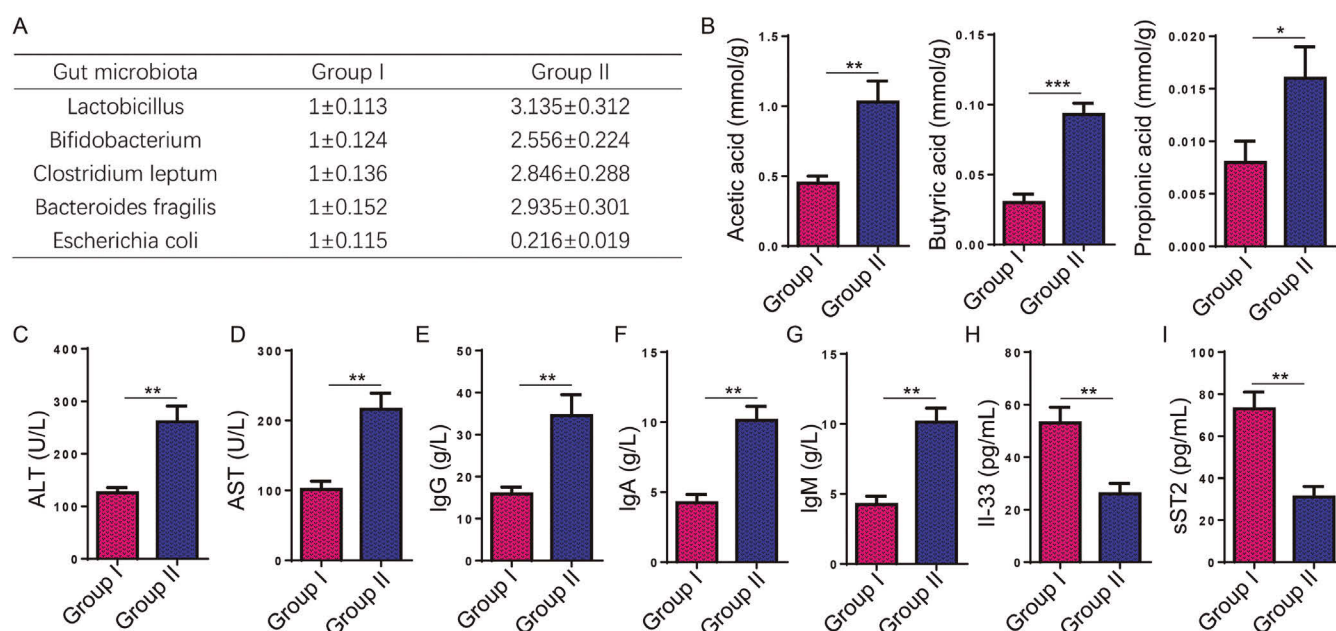 A
Gut microbiota Group I Group II
Lactobicillus 1±0.113 3.135±0.312
Bifidobacterium 1±0.124 2.556±0.224
Clostridium leptum 1±0.136 2.846±0.288
Bacteroides fragilis 1±0.152 2.935±0.301
Escherichia coli 1±0.115 0.216±0.019
B
Acetic acid (mmol/g)
1.5
1.0
0.5
0.0
**
Group I
Group II
Butyric acid (mmol/g)
0.15
0.10
0.05
0.00
***
Group I
Group II
Propionic acid (mmol/g)
0.020
0.015
0.010
0.005
0.000
*
Group I
Group II
C
ALT (U/L)
400
300
200
100
0
**
Group I
Group II
D
AST (U/L)
300
200
100
0
**
Group I
Group II
E
IgG (g/L)
50
40
30
20
10
0
**
Group I
Group II
F
IgA (g/L)
15
10
5
0
**
Group I
Group II
G
IgM (g/L)
15
10
5
0
**
Group I
Group II
H
Il-33 (pg/mL)
80
60
40
20
0
**
Group I
Group II
I
sST2 (pg/mL)
100
80
60
40
20
0
**
Group I
Group II